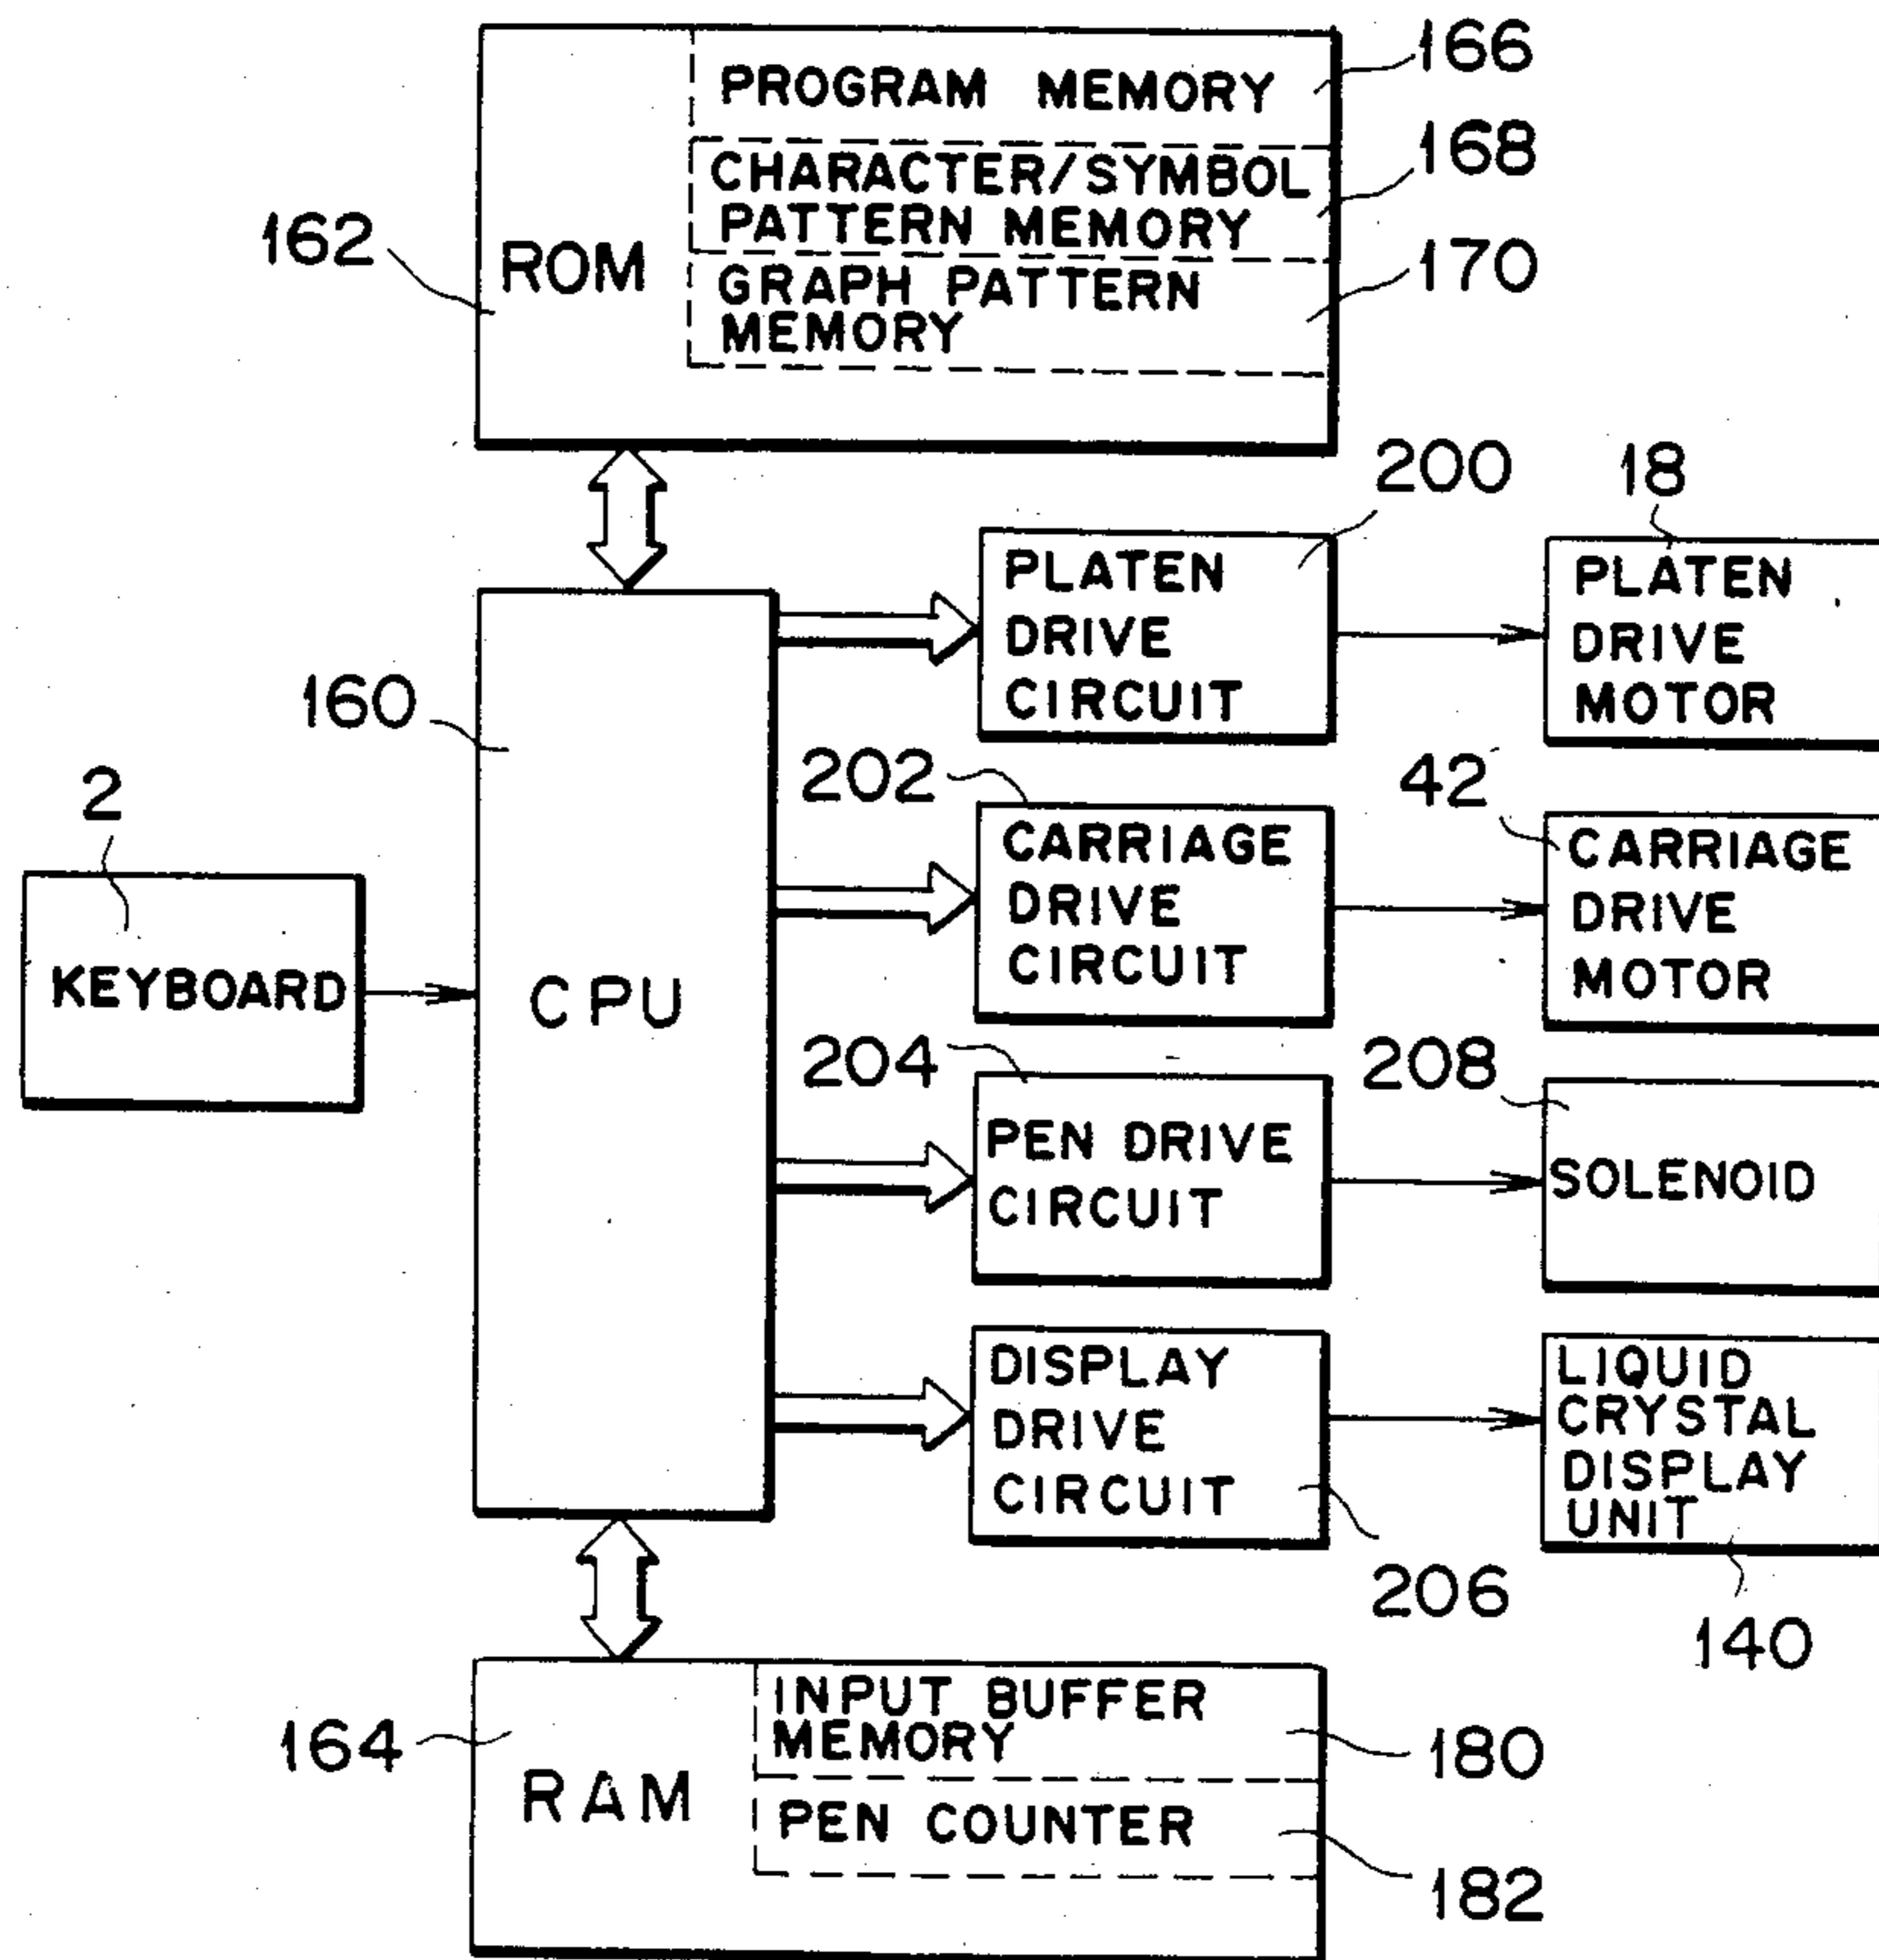 166
PROGRAM MEMORY
168
CHARACTER/SYMBOL
PATTERN MEMORY
162
ROM
170
GRAPH PATTERN
MEMORY
200
18
PLATEN
DRIVE
CIRCUIT
PLATEN
DRIVE
MOTOR
160
202
42
2
CARRIAGE
DRIVE
CIRCUIT
CARRIAGE
DRIVE
MOTOR
KEYBOARD
CPU
204
208
PEN DRIVE
CIRCUIT
SOLENOID
DISPLAY
DRIVE
CIRCUIT
LIQUID
CRYSTAL
DISPLAY
UNIT
206
140
164
RAM
INPUT BUFFER
MEMORY
180
PEN COUNTER
182